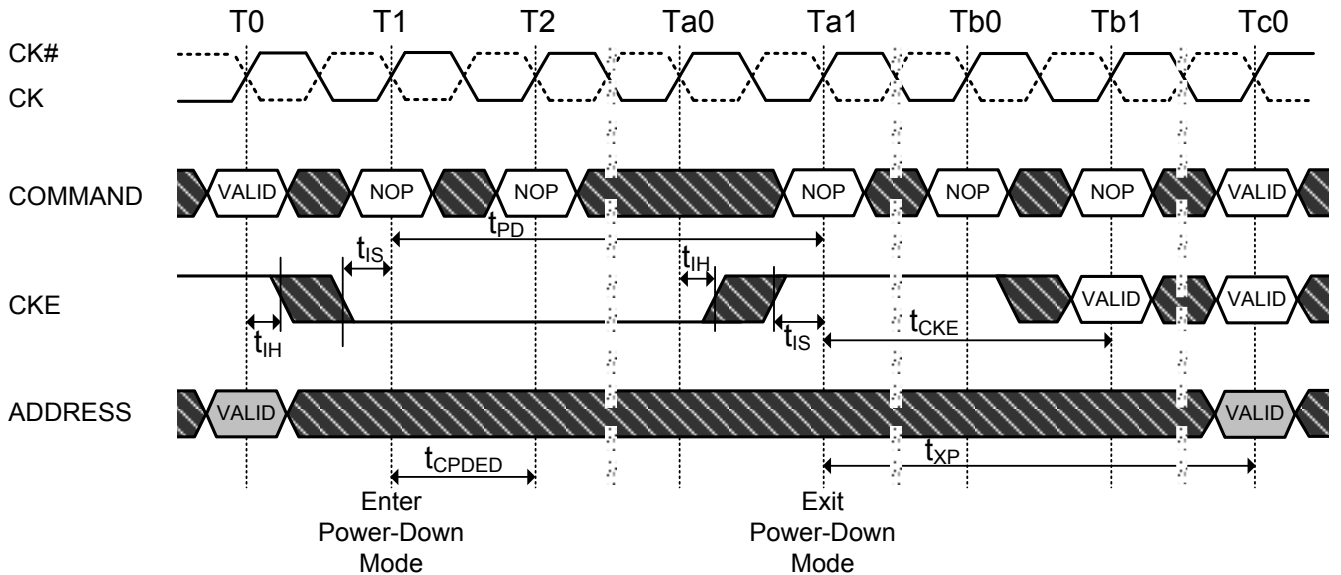 T0 T1 T2 Ta0 Ta1 Tb0 Tb1 Tc0
CK#
CK
COMMAND VALID NOP NOP NOP NOP NOP VALID
tPD
tIS tIH
CKE VALID VALID
tIH tIS tCKE
ADDRESS VALID VALID
tCPDED tXP
Enter
Power-Down
Mode
Exit
Power-Down
Mode